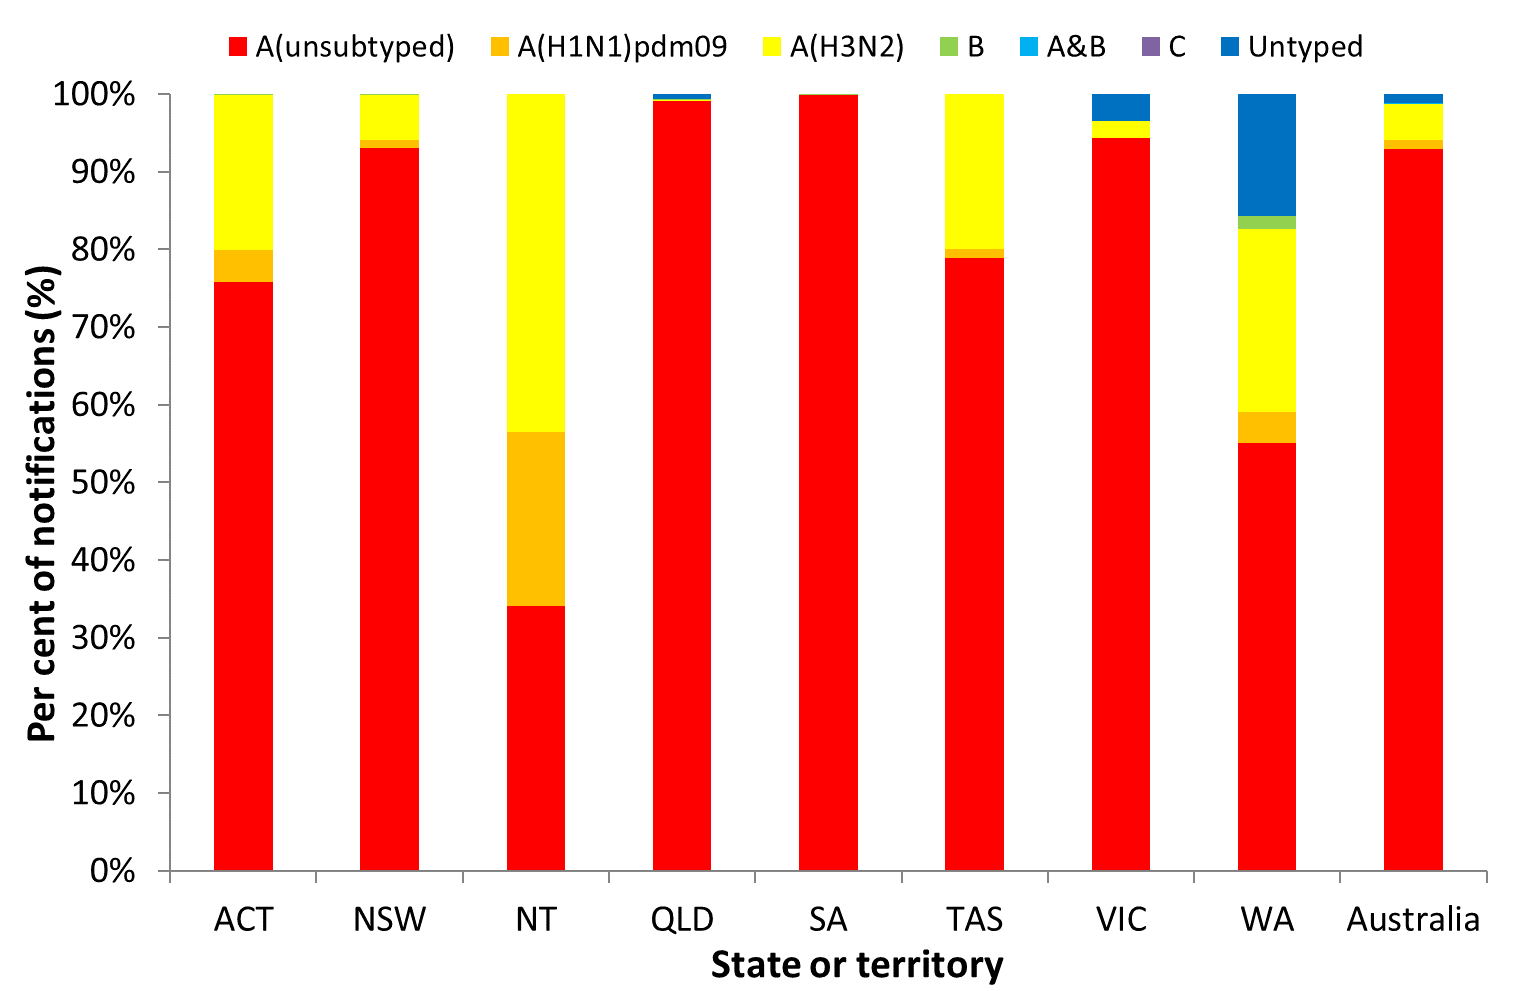 A(unsubtyped) A(H1N1)pdm09 A(H3N2) B A&B C Untyped
100%
90%
80%
70%
60%
50%
40%
30%
20%
10%
0%
Per cent of notifications (%)
ACT NSW NT QLD SA TAS VIC WA Australia
State or territory